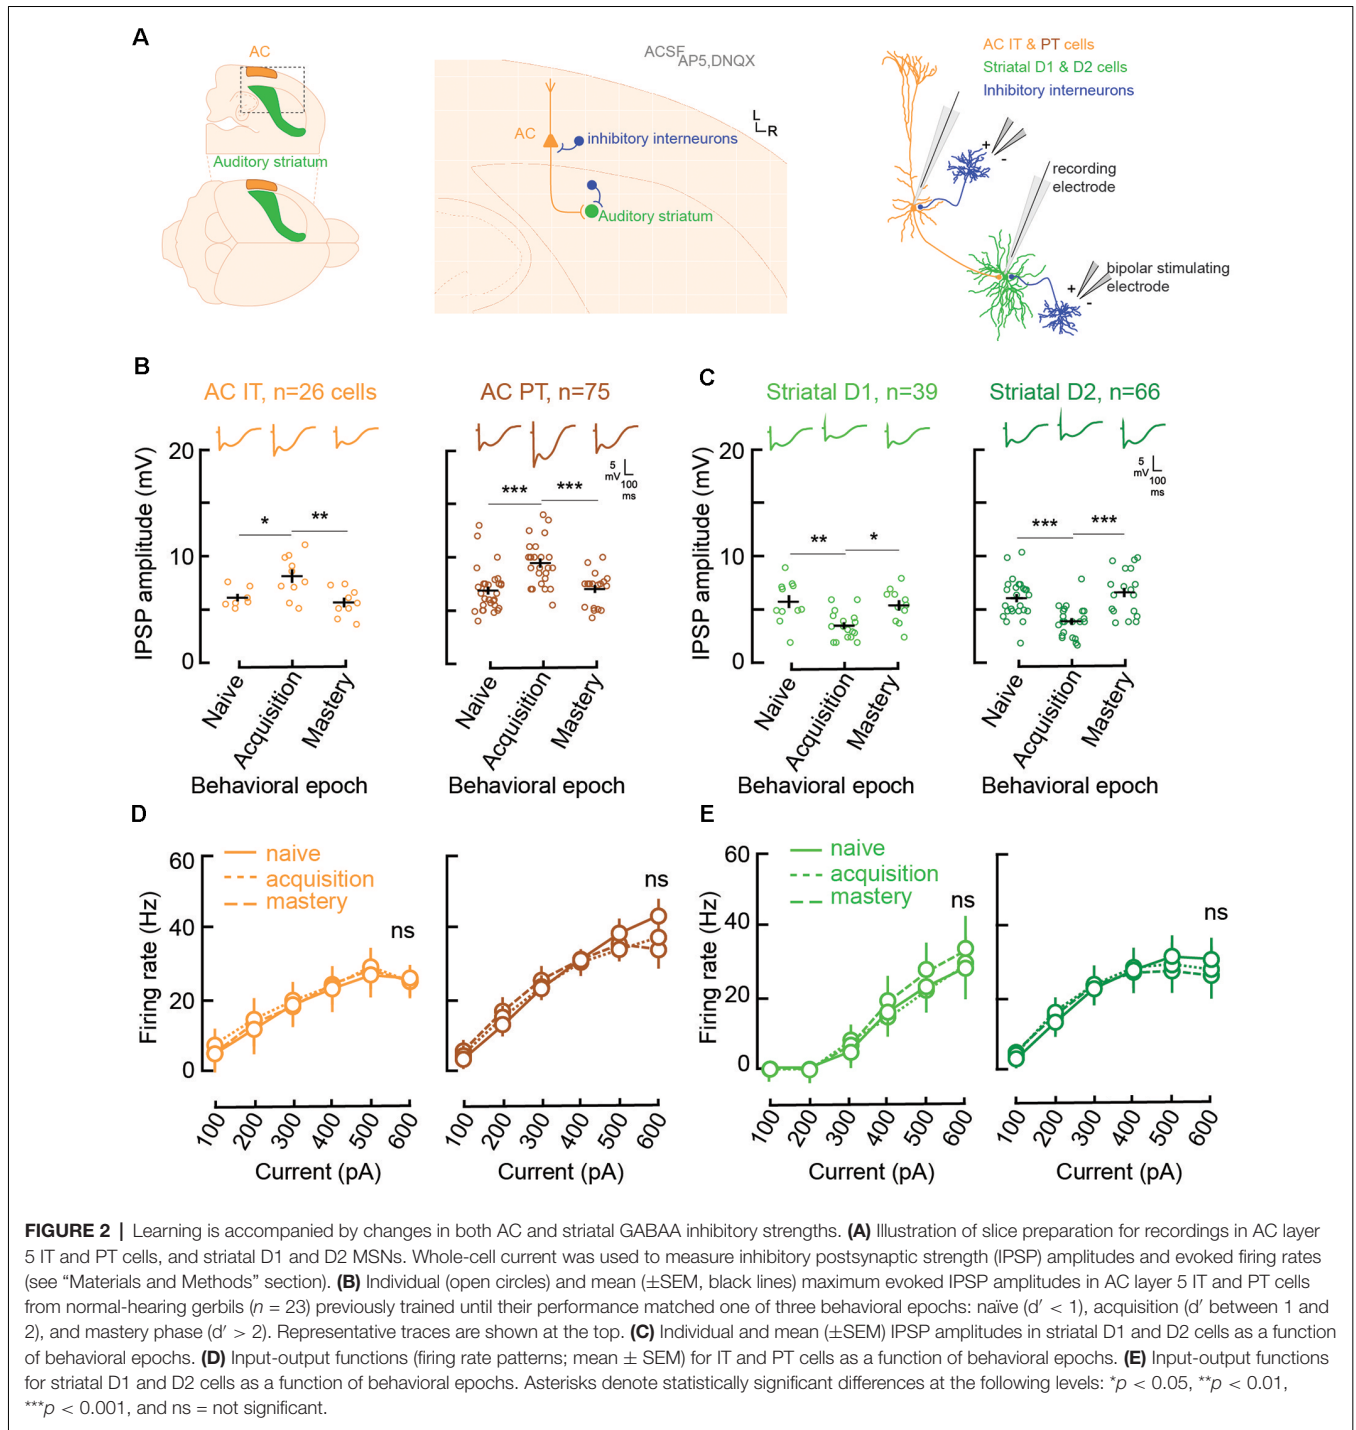 A
AC
Auditory striatum
ACSF
AP5,DNQX
AC
inhibitory interneurons
Auditory striatum
L
R
AC IT & PT cells
Striatal D1 & D2 cells
Inhibitory interneurons
+
-
recording
electrode
bipolar stimulating
electrode
+
-
B
AC IT, n=26 cells
AC PT, n=75
IPSP amplitude (mV)
20
10
0
*
**
***
***
5
mV
100
ms
Naive
Acquisition
Mastery
Behavioral epoch
Naive
Acquisition
Mastery
Behavioral epoch
C
Striatal D1, n=39
Striatal D2, n=66
IPSP amplitude (mV)
20
10
0
**
*
***
***
5
mV
100
ms
Naive
Acquisition
Mastery
Behavioral epoch
Naive
Acquisition
Mastery
Behavioral epoch
D
Firing rate (Hz)
60
40
20
0
naive
acquisition
mastery
ns
ns
100
200
300
400
500
600
Current (pA)
100
200
300
400
500
600
Current (pA)
E
Firing rate (Hz)
60
40
20
0
naive
acquisition
mastery
ns
ns
100
200
300
400
500
600
Current (pA)
100
200
300
400
500
600
Current (pA)
FIGURE 2 | Learning is accompanied by changes in both AC and striatal GABAA inhibitory strengths. (A) Illustration of slice preparation for recordings in AC layer
5 IT and PT cells, and striatal D1 and D2 MSNs. Whole-cell current was used to measure inhibitory postsynaptic strength (IPSP) amplitudes and evoked firing rates
(see “Materials and Methods” section). (B) Individual (open circles) and mean (±SEM, black lines) maximum evoked IPSP amplitudes in AC layer 5 IT and PT cells
from normal-hearing gerbils (n = 23) previously trained until their performance matched one of three behavioral epochs: naïve (d′ < 1), acquisition (d′ between 1 and
2), and mastery phase (d′ > 2). Representative traces are shown at the top. (C) Individual and mean (±SEM) IPSP amplitudes in striatal D1 and D2 cells as a function
of behavioral epochs. (D) Input-output functions (firing rate patterns; mean ± SEM) for IT and PT cells as a function of behavioral epochs. (E) Input-output functions
for striatal D1 and D2 cells as a function of behavioral epochs. Asterisks denote statistically significant differences at the following levels: *p < 0.05, **p < 0.01,
***p < 0.001, and ns = not significant.